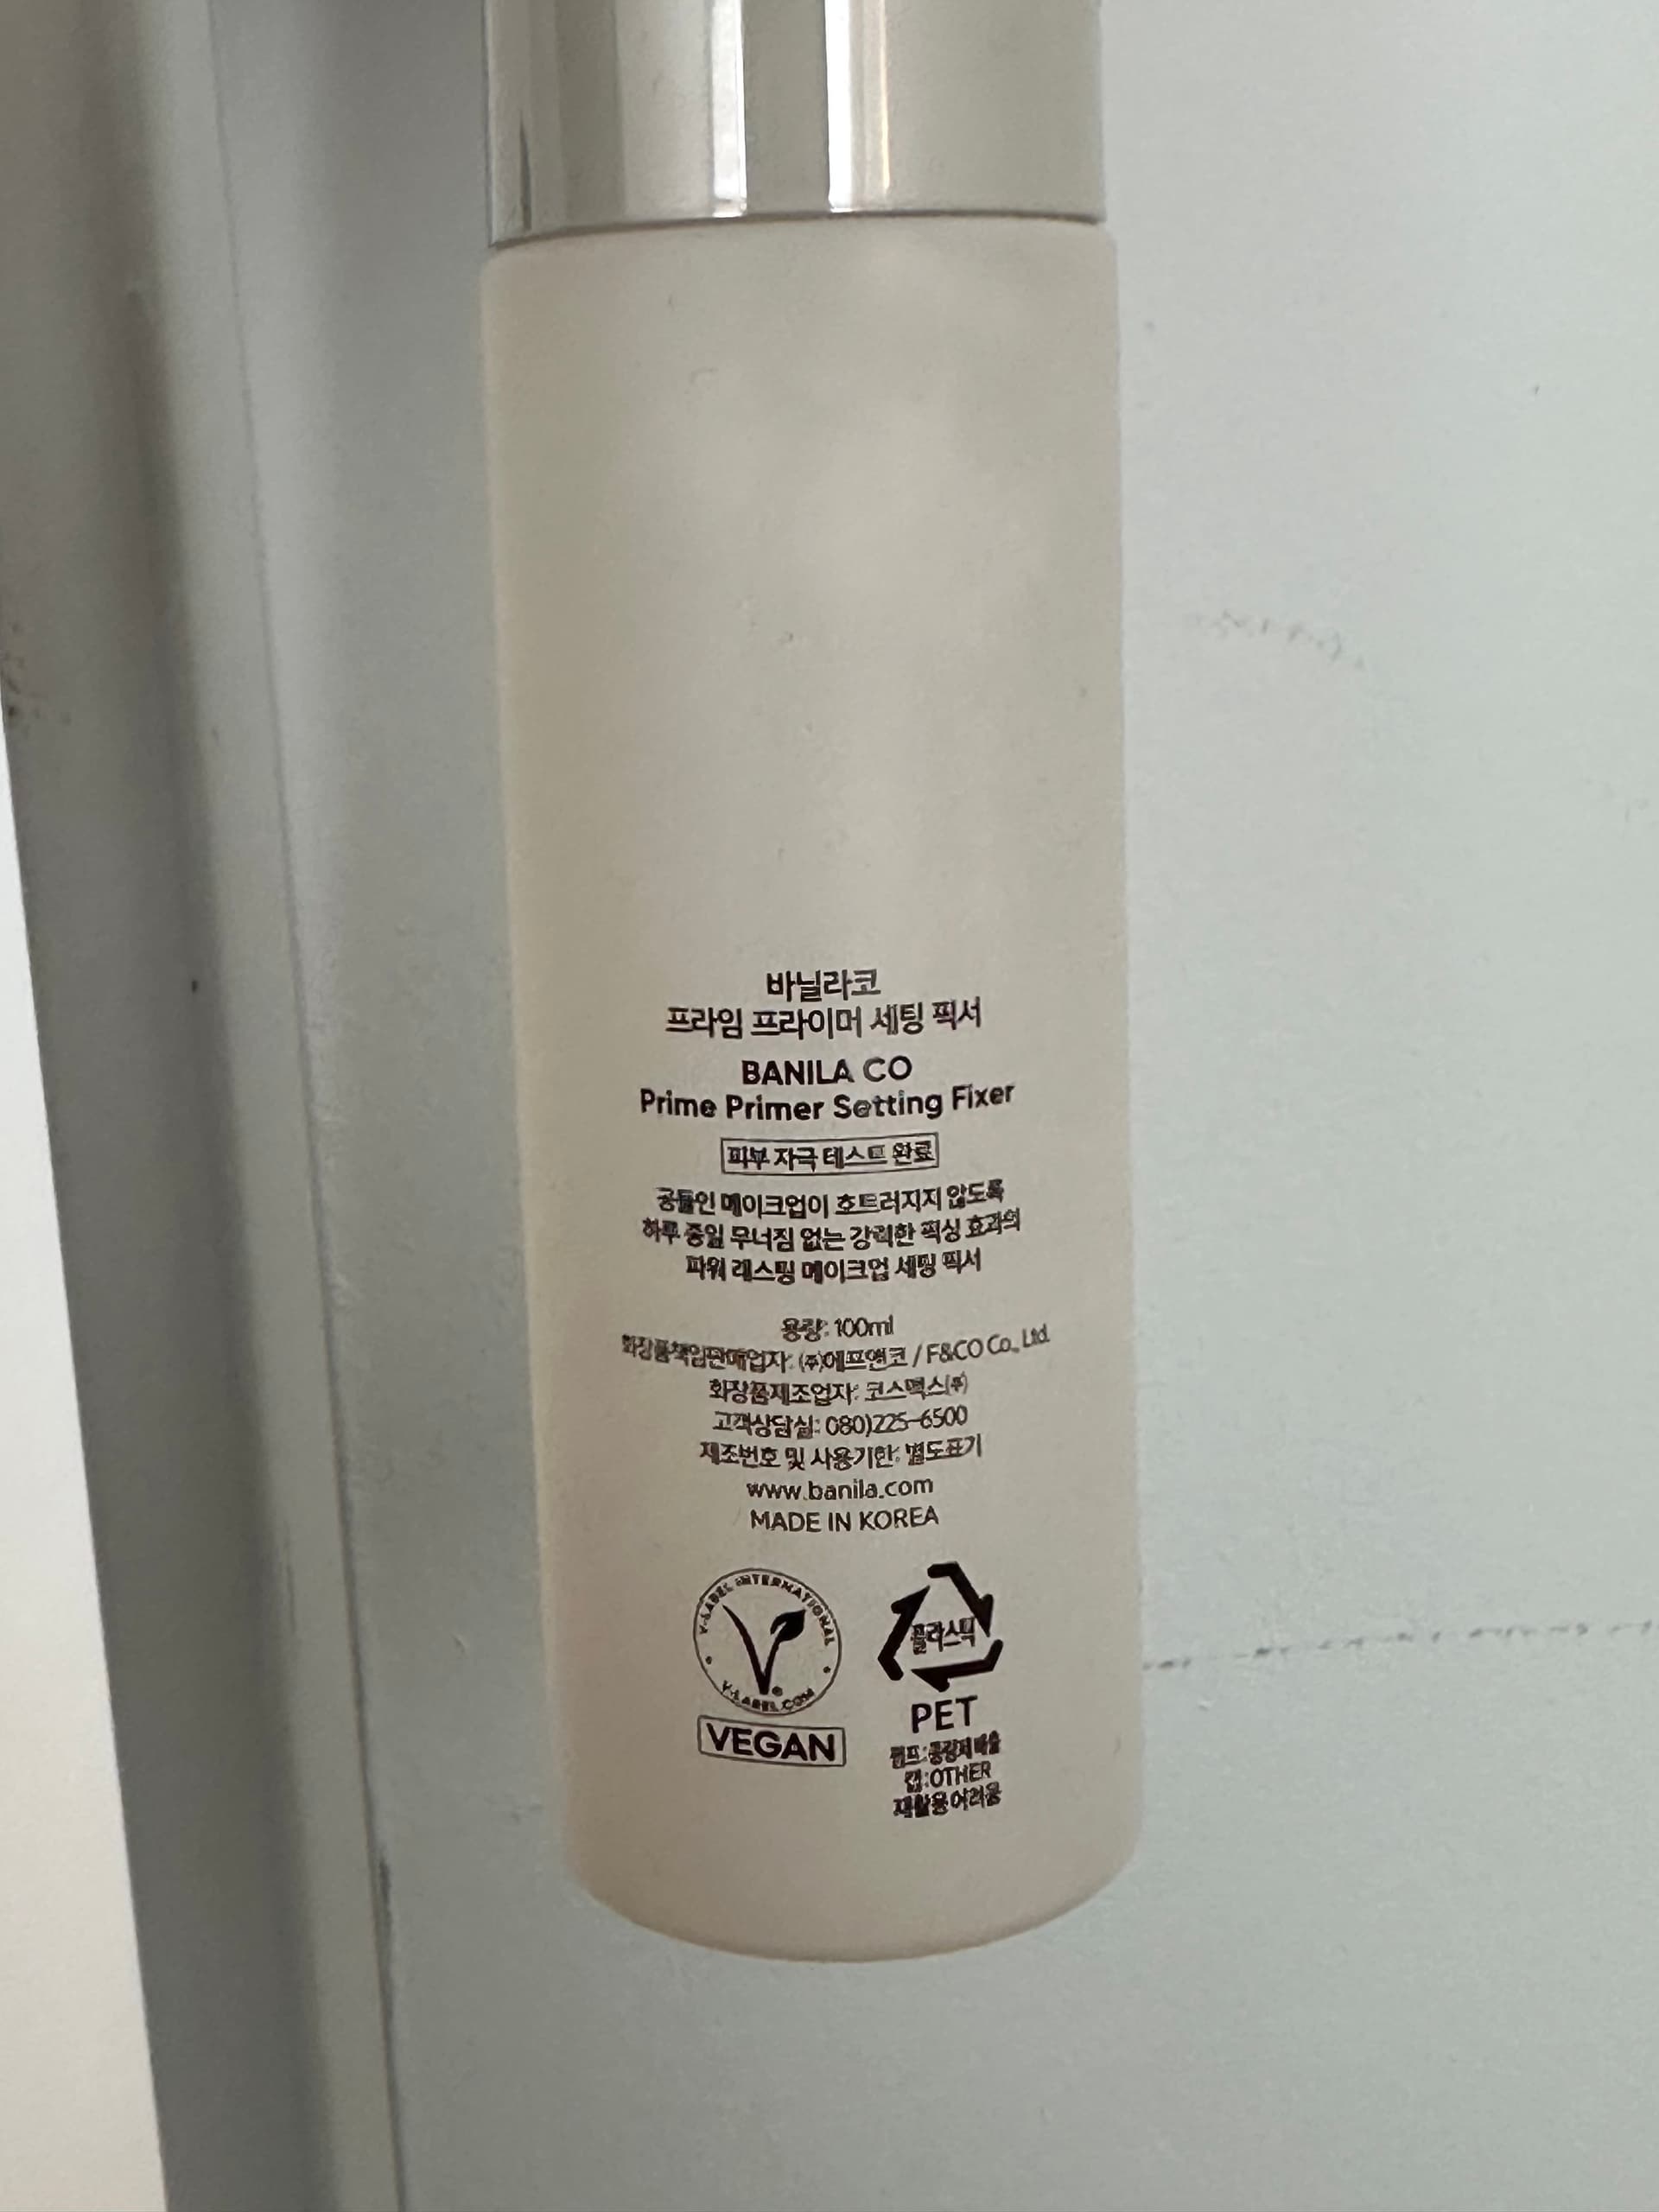 바닐라코
프라임 프라이머 세팅 픽서
BANILA CO
Prime Primer Setting Fixer
피부 자극 테스트 완료
공들인 메이크업이 흐트러지지 않도록
하루 종일 무너짐 없는 강력한 픽싱 효과의
파워 래스팅 메이크업 세팅 픽서
용량: 100ml
화장품책임판매업자: (주)에프앤코 / F&CO Co., Ltd.
화장품제조업자: 코스맥스(주)
고객상담실: 080)225-6500
제조번호 및 사용기한: 별도표기
www.banila.com
MADE IN KOREA
V-LABEL INTERNATIONAL
V-LABEL.COM
VEGAN
플라스틱
PET
펌프:종량제 배출
캡:OTHER
재활용 어려움